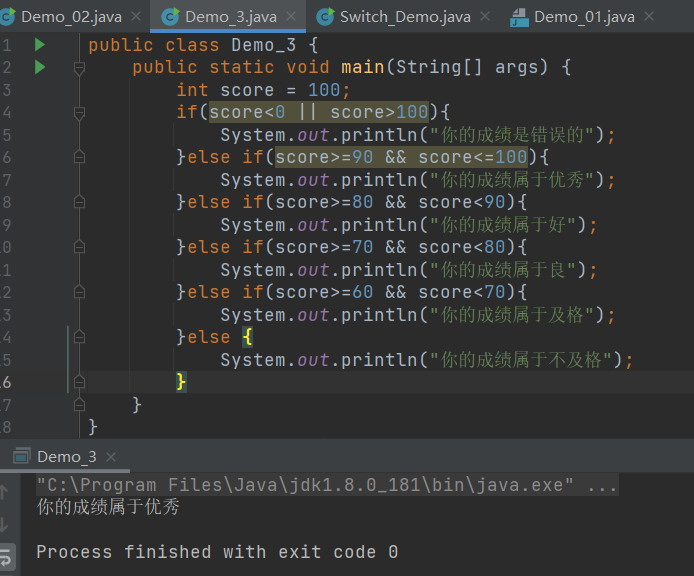 Demo_02.java Demo_3.java Switch_Demo.java Demo_01.java
1 public class Demo_3 {
2 public static void main(String[] args) {
3 int score = 100;
4 if(score<0 || score>100){
5 System.out.println("你的成绩是错误的");
6 }else if(score>=90 && score<=100){
7 System.out.println("你的成绩属于优秀");
8 }else if(score>=80 && score<90){
9 System.out.println("你的成绩属于好");
0 }else if(score>=70 && score<80){
1 System.out.println("你的成绩属于良");
2 }else if(score>=60 && score<70){
3 System.out.println("你的成绩属于及格");
4 }else {
5 System.out.println("你的成绩属于不及格");
6 }
7 }
8 }
Demo_3
"C:\Program Files\Java\jdk1.8.0_181\bin\java.exe" ...
你的成绩属于优秀
Process finished with exit code 0